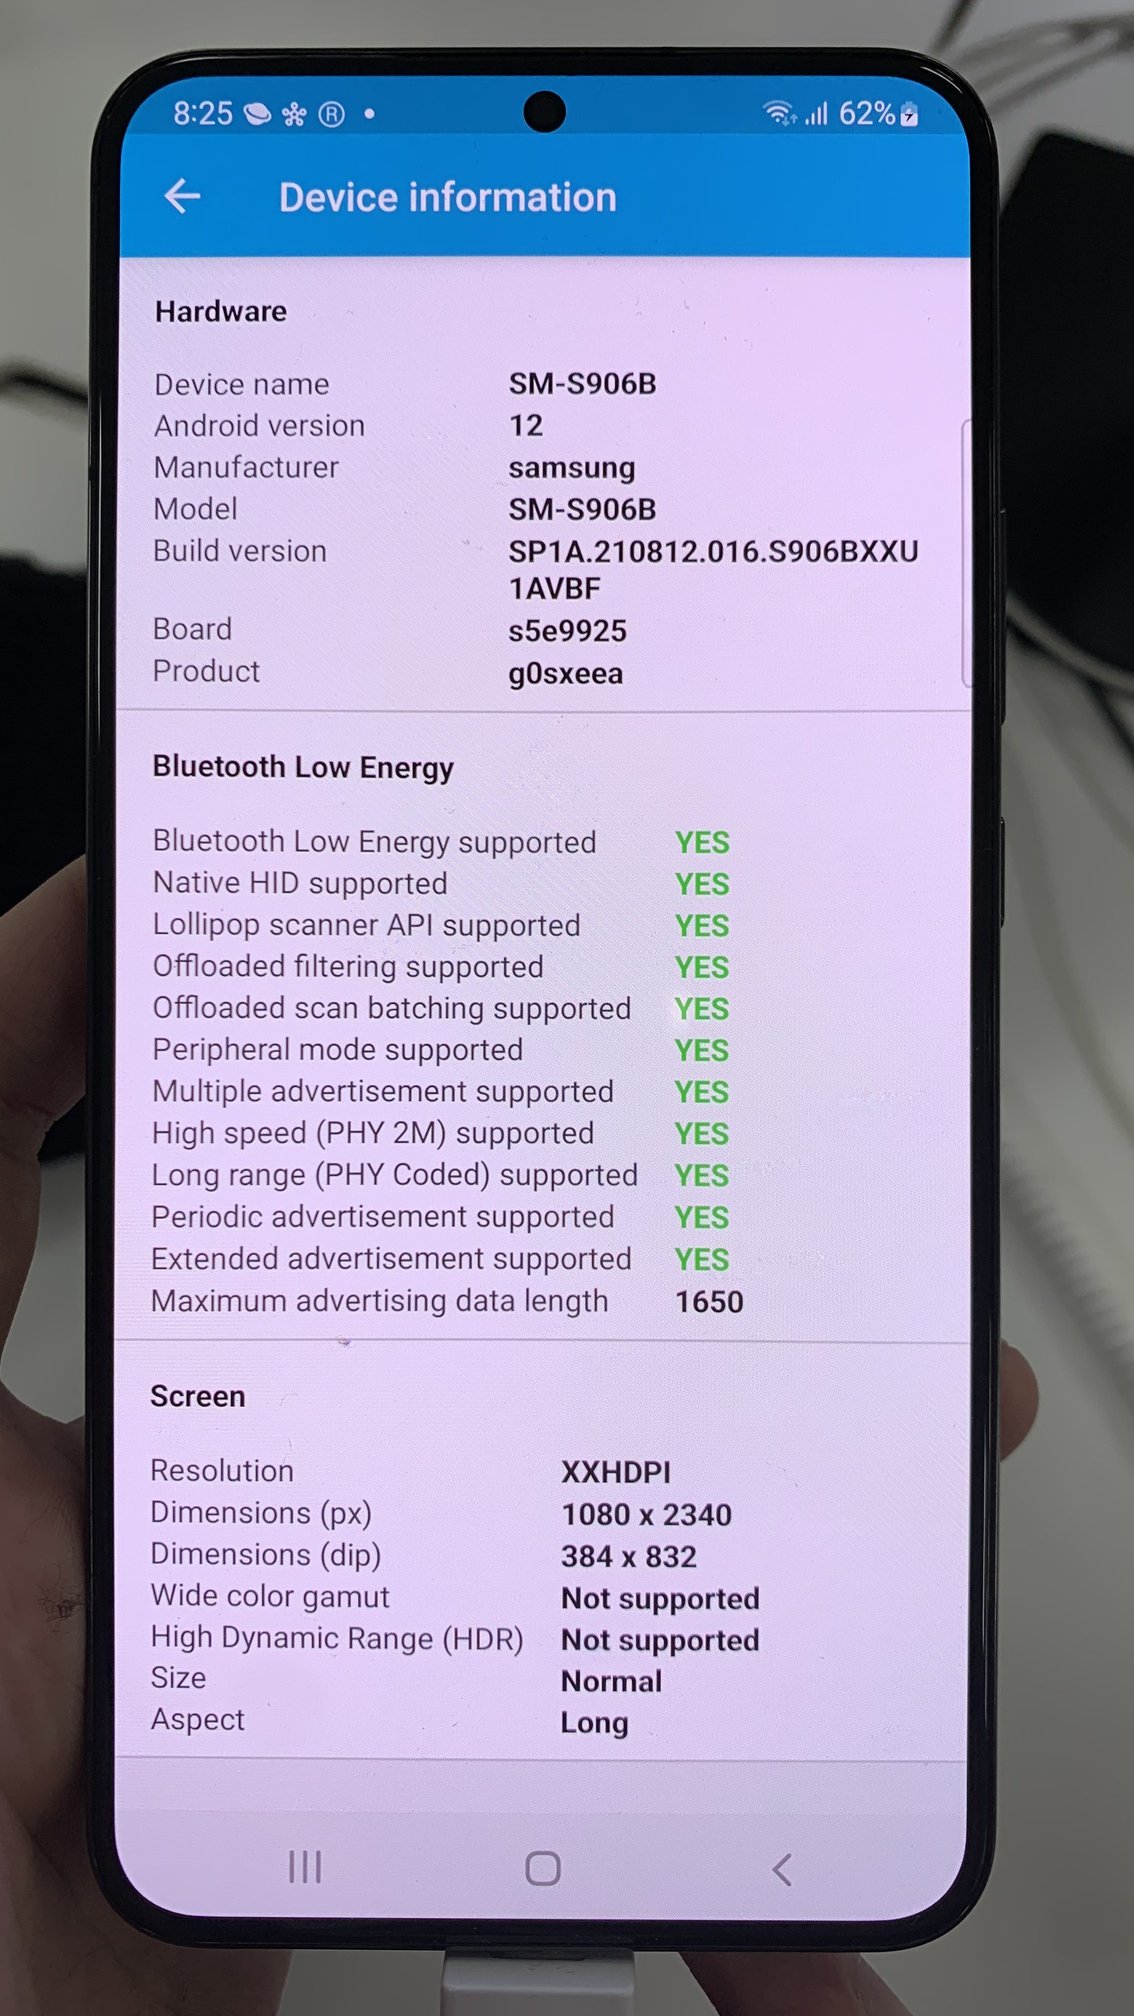 8:25 ® • 62%
Device information
Hardware
Device name SM-S906B
Android version 12
Manufacturer samsung
Model SM-S906B
Build version SP1A.210812.016.S906BXXU
1AVBF
Board s5e9925
Product g0sxeea
Bluetooth Low Energy
Bluetooth Low Energy supported YES
Native HID supported YES
Lollipop scanner API supported YES
Offloaded filtering supported YES
Offloaded scan batching supported YES
Peripheral mode supported YES
Multiple advertisement supported YES
High speed (PHY 2M) supported YES
Long range (PHY Coded) supported YES
Periodic advertisement supported YES
Extended advertisement supported YES
Maximum advertising data length 1650
Screen
Resolution XXHDPI
Dimensions (px) 1080 x 2340
Dimensions (dip) 384 x 832
Wide color gamut Not supported
High Dynamic Range (HDR) Not supported
Size Normal
Aspect Long